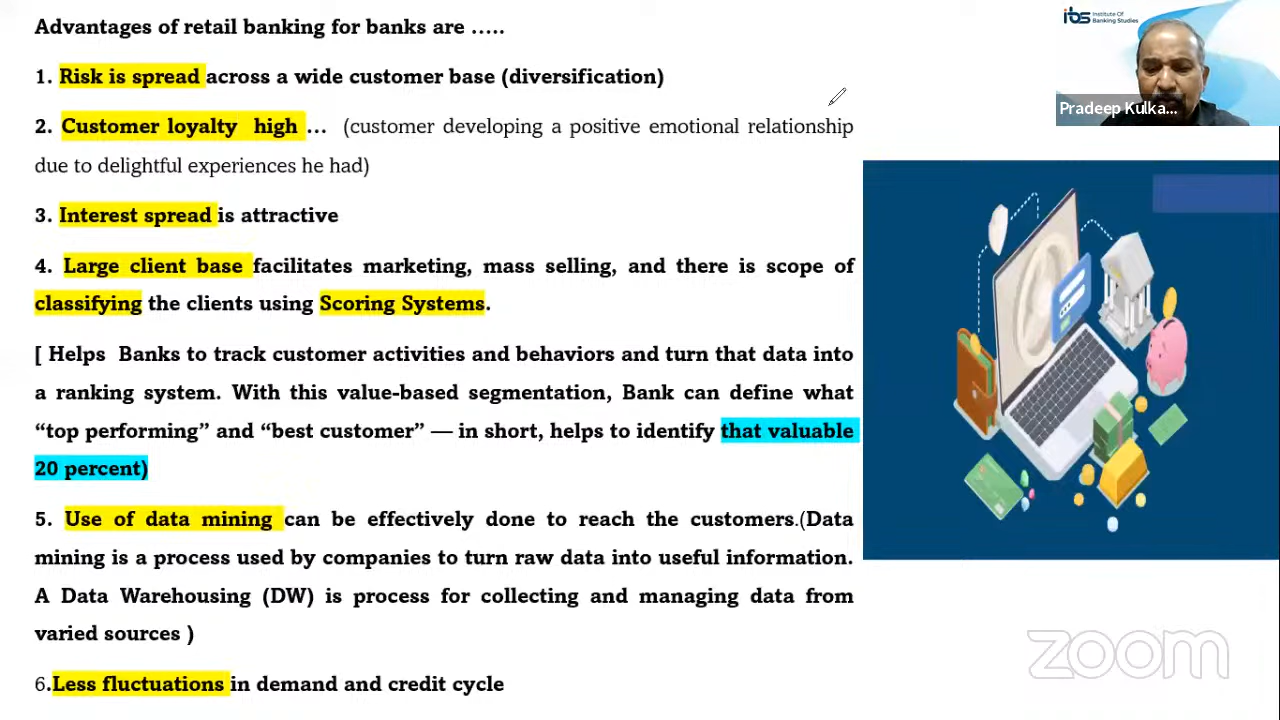 Advantages of retail banking for banks are …..
1. Risk is spread across a wide customer base (diversification)
2. Customer loyalty high … (customer developing a positive emotional relationship
due to delightful experiences he had)
3. Interest spread is attractive
4. Large client base facilitates marketing, mass selling, and there is scope of
classifying the clients using Scoring Systems.
[ Helps Banks to track customer activities and behaviors and turn that data into
a ranking system. With this value-based segmentation, Bank can define what
“top performing” and “best customer” — in short, helps to identify that valuable
20 percent)
5. Use of data mining can be effectively done to reach the customers.(Data
mining is a process used by companies to turn raw data into useful information.
A Data Warehousing (DW) is process for collecting and managing data from
varied sources )
6.Less fluctuations in demand and credit cycle
ibs Institute Of
Banking Studies
Pradeep Kulka...
zoom